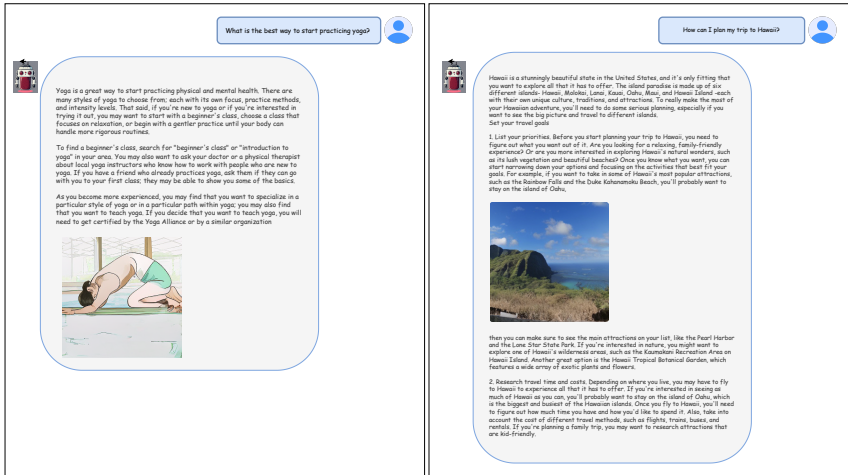 What is the best way to start practicing yoga?
Yoga is a great way to start practicing physical and mental health. There are
many styles of yoga to choose from; each with its own focus, practice methods,
and intensity levels. That said, if you're new to yoga or if you're interested in
trying it out, you may want to start with a beginner's class, choose a class that
focuses on relaxation, or begin with a gentler practice until your body can
handle more rigorous routines.
To find a beginner's class, search for "beginner's class" or "introduction to
yoga" in your area. You may also want to ask your doctor or a physical therapist
about local yoga instructors who know how to work with people who are new to
yoga. If you have a friend who already practices yoga, ask them if they can go
with you to your first class; they may be able to show you some of the basics.
As you become more experienced, you may find that you want to specialize in a
particular style of yoga or in a particular path within yoga; you may also find
that you want to teach yoga. If you decide that you want to teach yoga, you will
need to get certified by the Yoga Alliance or by a similar organization
How can I plan my trip to Hawaii?
Hawaii is a stunningly beautiful state in the United States, and it's only fitting that
you want to explore all that it has to offer. The island paradise is made up of six
different islands- Hawaii, Molokai, Lanai, Kauai, Oahu, Maui, and Hawaii Island -each
with their own unique culture, traditions, and attractions. To really make the most of
your Hawaiian adventure, you'll need to do some serious planning, especially if you
want to see the big picture and travel to different islands.
Set your travel goals
1. List your priorities. Before you start planning your trip to Hawaii, you need to
figure out what you want out of it. Are you looking for a relaxing, family-friendly
experience? Or are you more interested in exploring Hawaii's natural wonders, such
as its lush vegetation and beautiful beaches? Once you know what you want, you can
start narrowing down your options and focusing on the activities that best fit your
goals. For example, if you want to take in some of Hawaii's most popular attractions,
such as the Rainbow Falls and the Duke Kahanamoku Beach, you'll probably want to
stay on the island of Oahu,
then you can make sure to see the main attractions on your list, like the Pearl Harbor
and the Lone Star State Park. If you're interested in nature, you might want to
explore one of Hawaii's wilderness areas, such as the Kaumakani Recreation Area on
Hawaii Island. Another great option is the Hawaii Tropical Botanical Garden, which
features a wide array of exotic plants and flowers.
2. Research travel time and costs. Depending on where you live, you may have to fly
to Hawaii to experience all that it has to offer. If you're interested in seeing as
much of Hawaii as you can, you'll probably want to stay on the island of Oahu, which
is the biggest and busiest of the Hawaiian islands. Once you fly to Hawaii, you'll need
to figure out how much time you have and how you'd like to spend it. Also, take into
account the cost of different travel methods, such as flights, trains, buses, and
rentals. If you're planning a family trip, you may want to research attractions that
are kid-friendly.